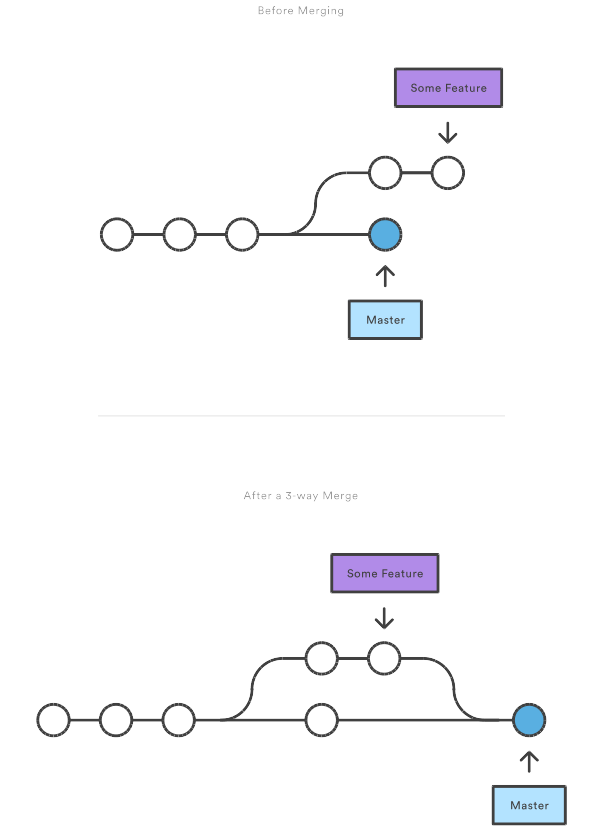 Before Merging
Some Feature
Master
After a 3-way Merge
Some Feature
Master